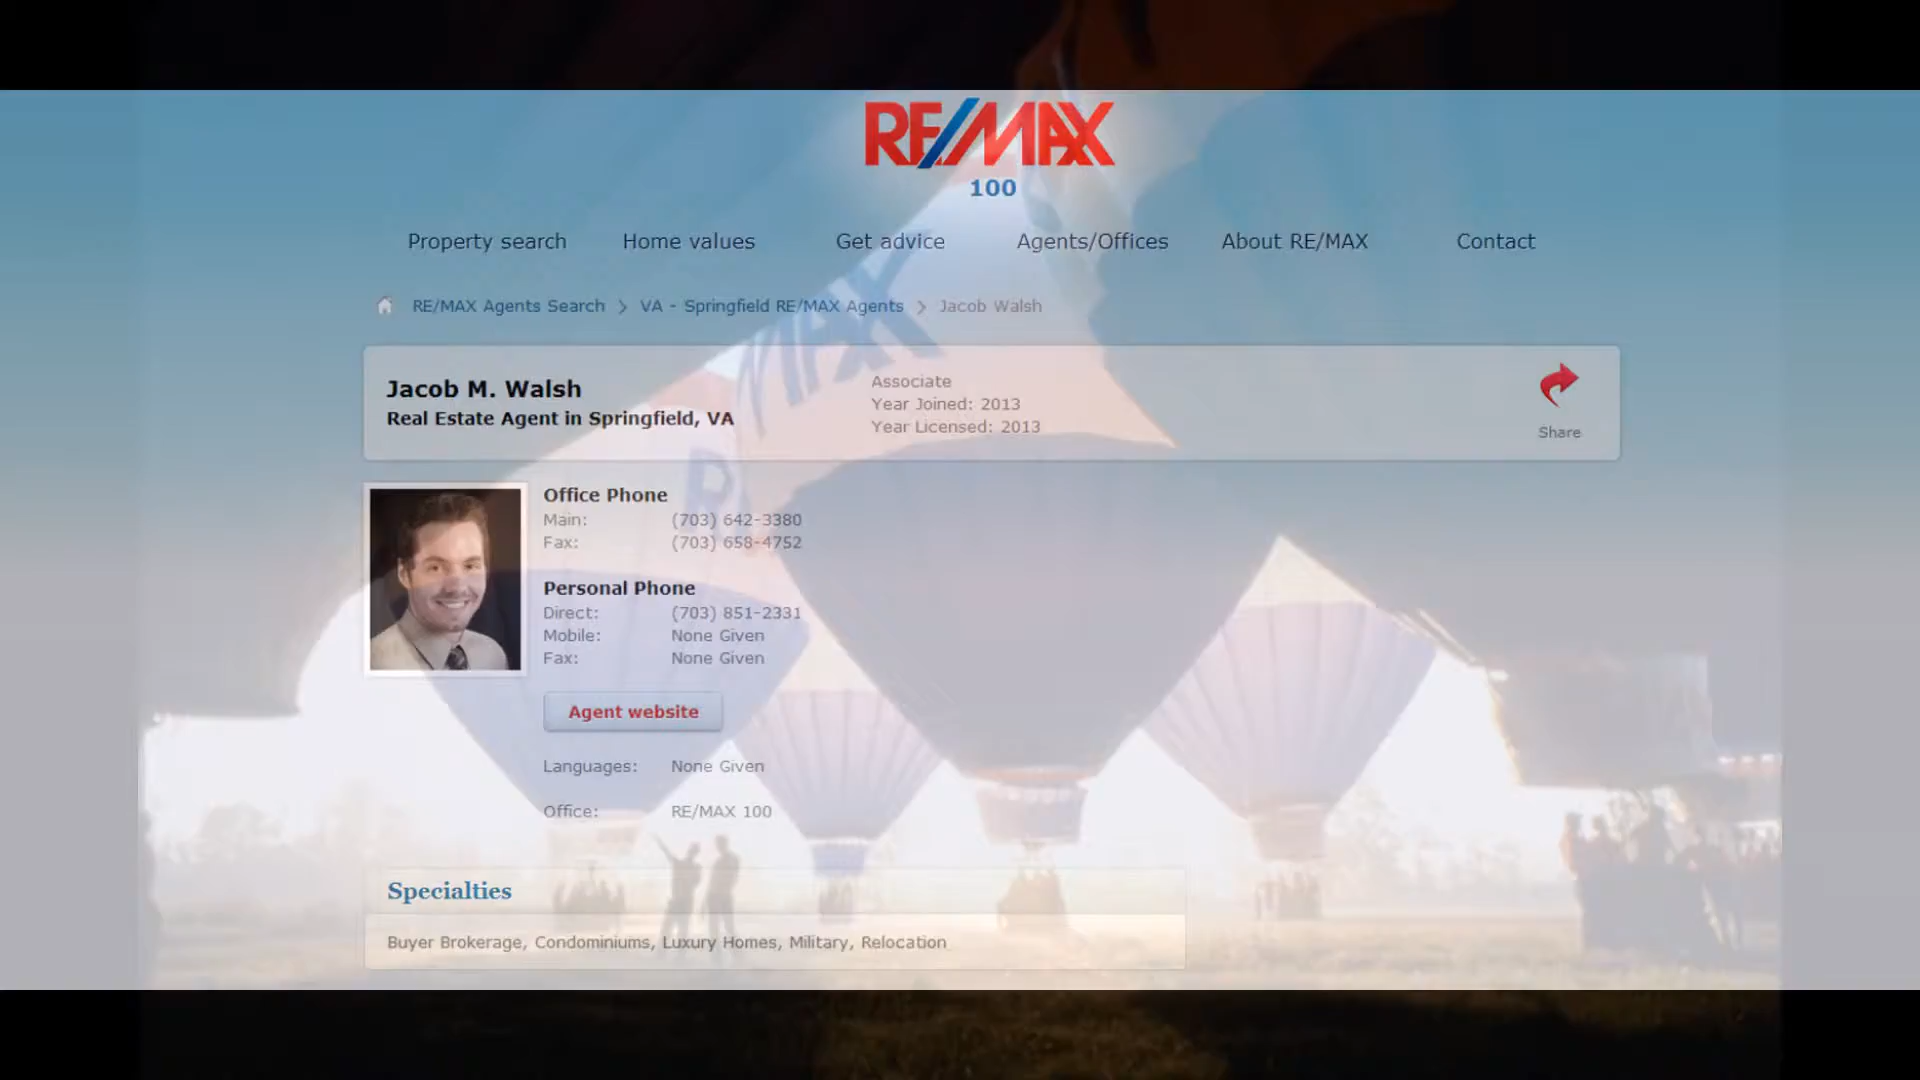 RE/MAX
100
Property search Home values Get advice Agents/Offices About RE/MAX Contact
RE/MAX Agents Search > VA - Springfield RE/MAX Agents > Jacob Walsh
Jacob M. Walsh
Real Estate Agent in Springfield, VA
Associate
Year Joined: 2013
Year Licensed: 2013
Share
Office Phone
Main: (703) 642-3380
Fax: (703) 658-4752
Personal Phone
Direct: (703) 851-2331
Mobile: None Given
Fax: None Given
Agent website
Languages: None Given
Office: RE/MAX 100
Specialties
Buyer Brokerage, Condominiums, Luxury Homes, Military, Relocation